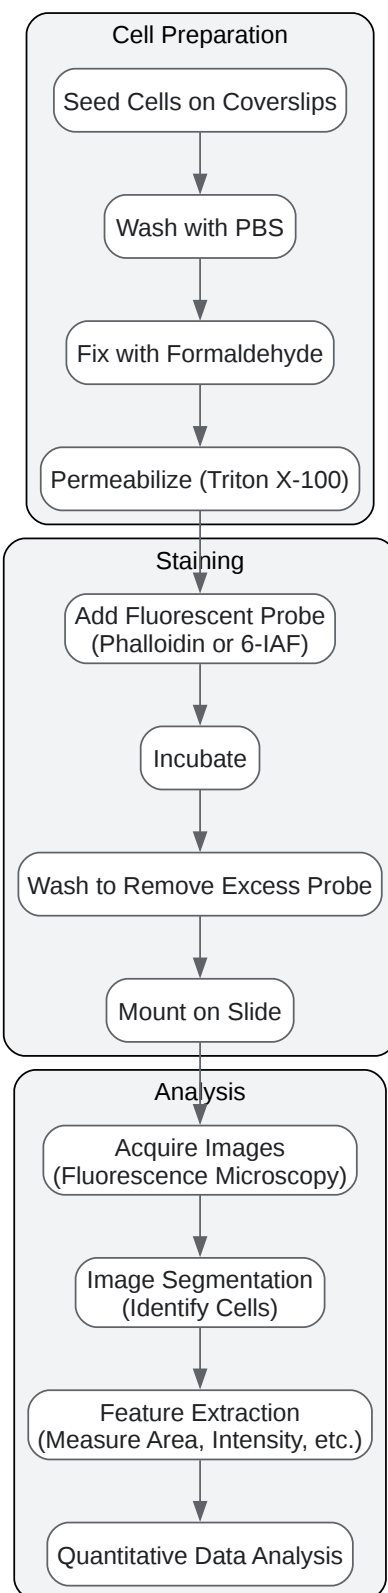 Cell Preparation
Seed Cells on Coverslips
Wash with PBS
Fix with Formaldehyde
Permeabilize (Triton X-100)
Staining
Add Fluorescent Probe
(Phalloidin or 6-IAF)
Incubate
Wash to Remove Excess Probe
Mount on Slide
Analysis
Acquire Images
(Fluorescence Microscopy)
Image Segmentation
(Identify Cells)
Feature Extraction
(Measure Area, Intensity, etc.)
Quantitative Data Analysis